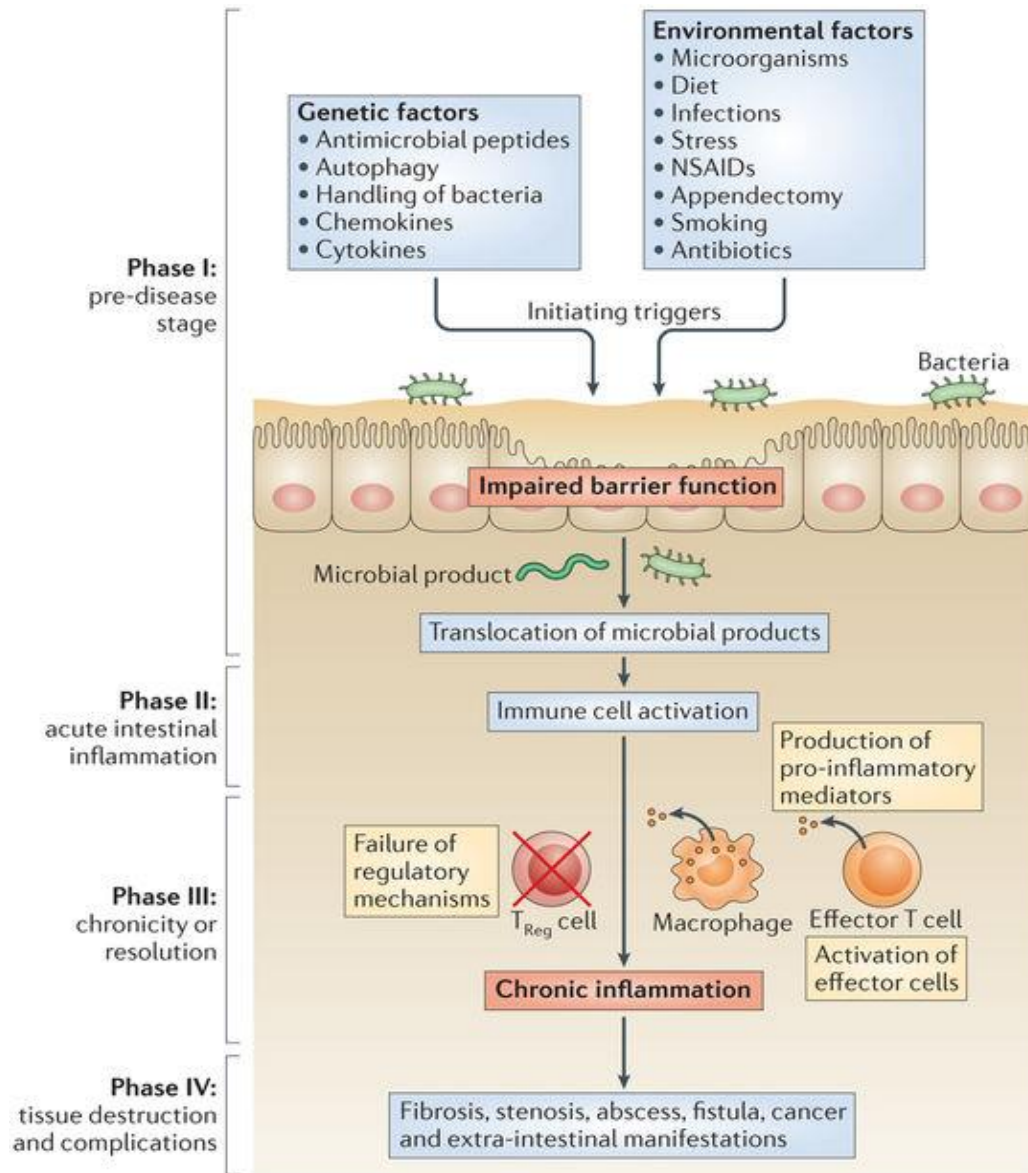 Environmental factors
• Microorganisms
• Diet
• Infections
• Stress
• NSAIDs
• Appendectomy
• Smoking
• Antibiotics
Genetic factors
• Antimicrobial peptides
• Autophagy
• Handling of bacteria
• Chemokines
• Cytokines
Phase I:
pre-disease
stage
Initiating triggers
Bacteria
Impaired barrier function
Microbial product
Translocation of microbial products
Phase II:
acute intestinal
inflammation
Immune cell activation
Production of
pro-inflammatory
mediators
Phase III:
chronicity or
resolution
Failure of
regulatory
mechanisms
TReg cell
Macrophage
Effector T cell
Activation of
effector cells
Chronic inflammation
Phase IV:
tissue destruction
and complications
Fibrosis, stenosis, abscess, fistula, cancer
and extra-intestinal manifestations